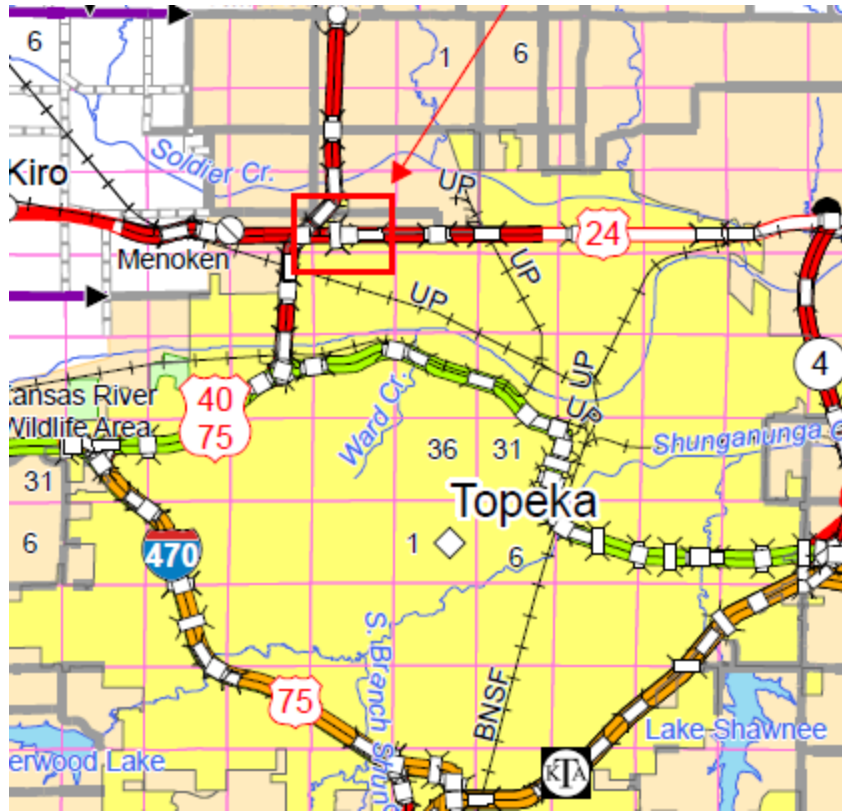 6
1
6
Soldier Cr.
Kiro
UP
24
Menoken
UP
UP
4
UP
40
75
ansas River
Wildlife Area
UP
Ward Cr.
36
31
Shunganunga C
31
Topeka
6
1
6
470
S. Branch Shun
75
BNSF
Lake Shawnee
erwood Lake
KTA